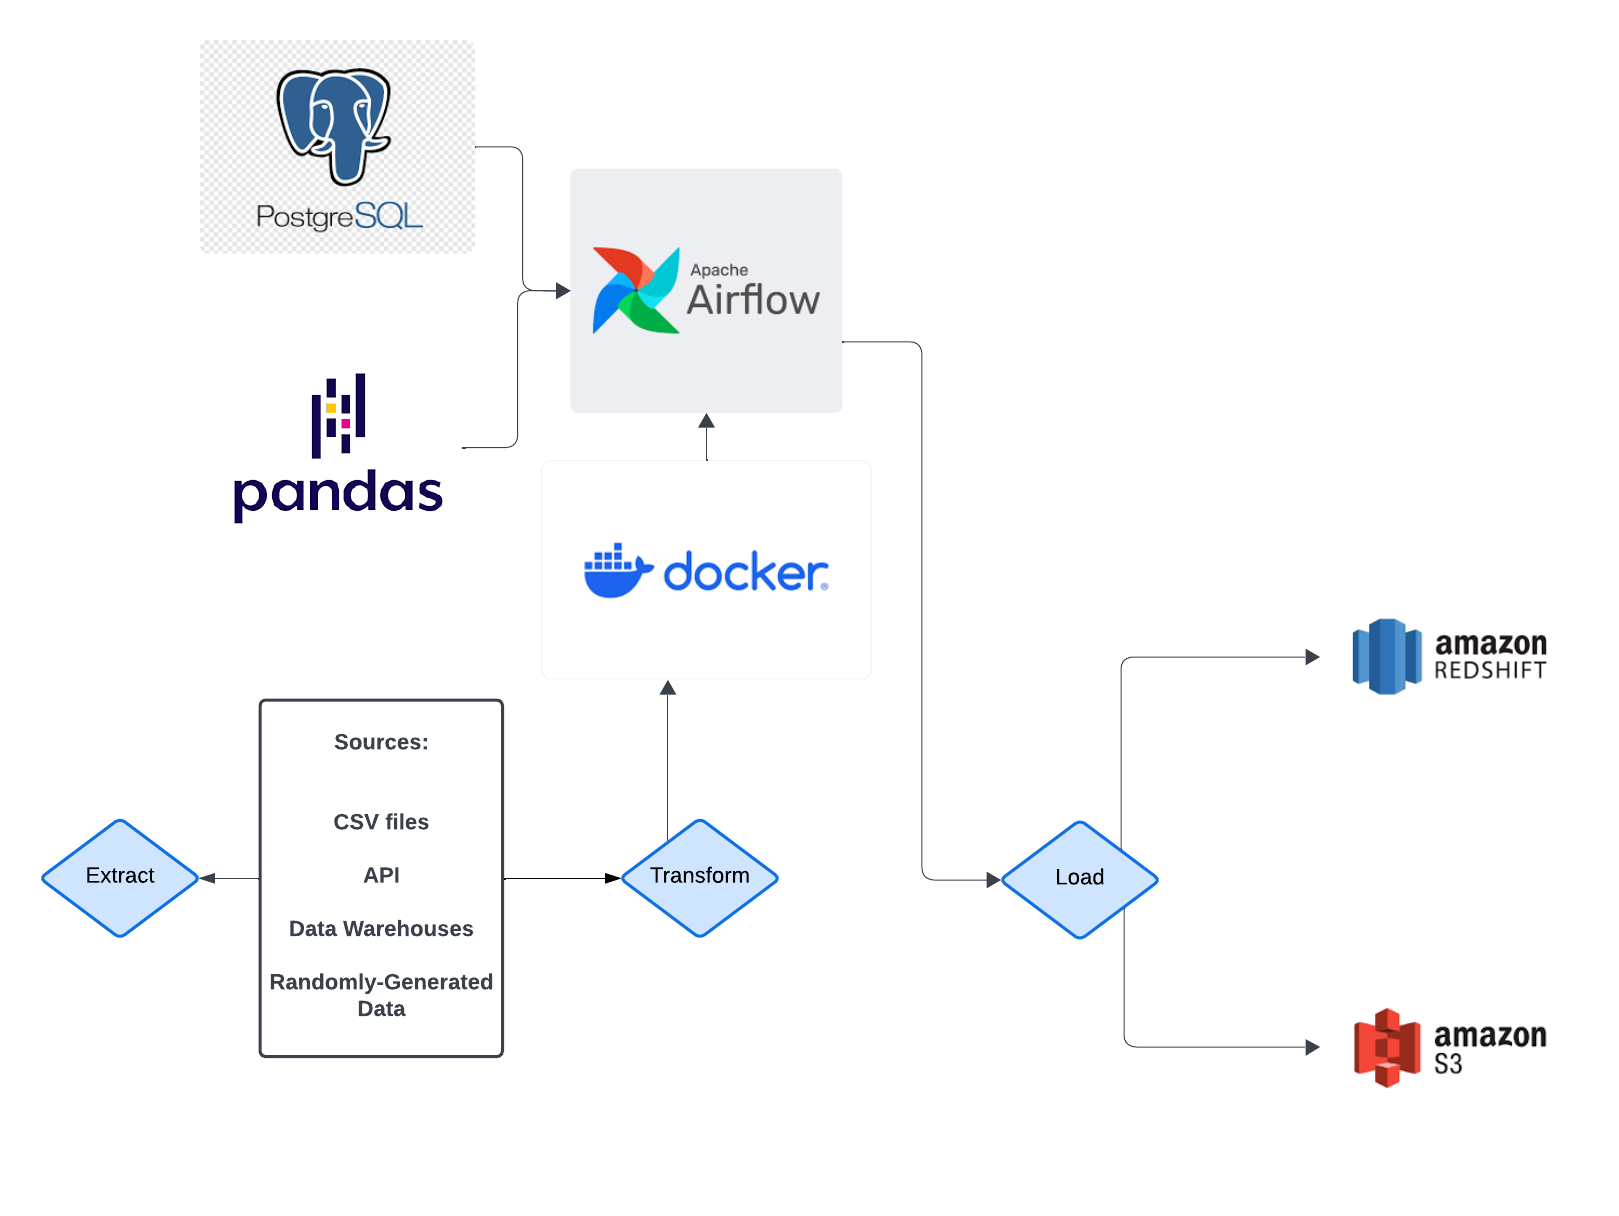 PostgreSQL
Apache
Airflow
pandas
docker®
amazon
REDSHIFT
Sources:
CSV files
API
Data Warehouses
Randomly-Generated
Data
Extract
Transform
Load
amazon
S3